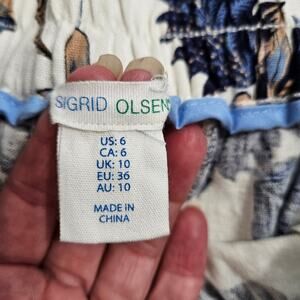 SIGRID OLSEN
US: 6
CA: 6
UK: 10
EU: 36
AU: 10
MADE IN
CHINA